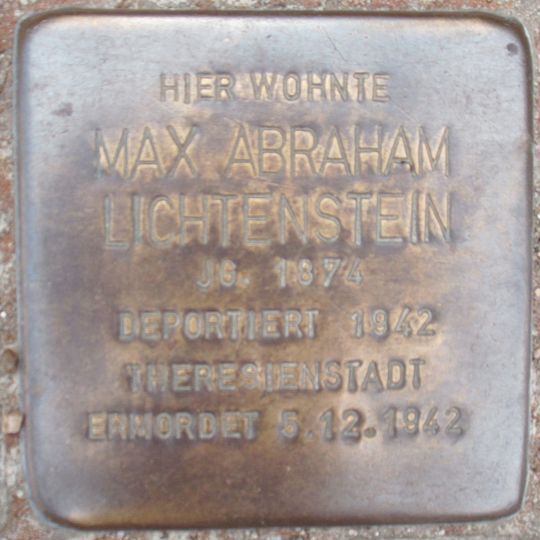 HIER WOHNTE
MAX ABRAHAM
LICHTENSTEIN
JG. 1874
DEPORTIERT 1942
THERESIENSTADT
ERMORDET 5.12.1942